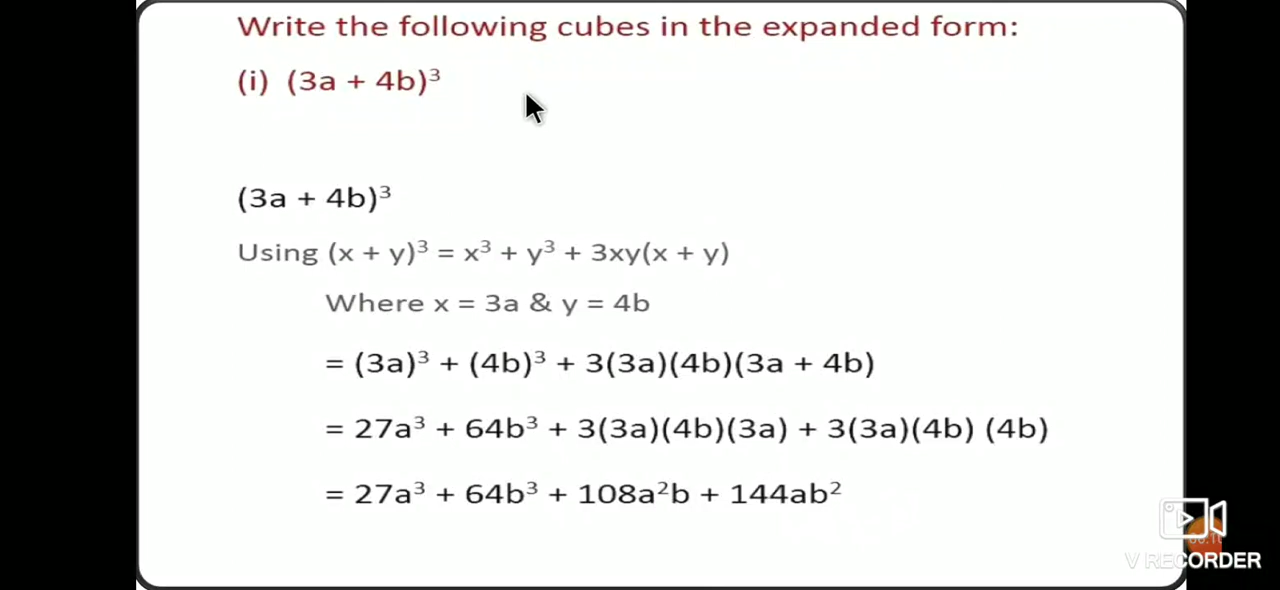 Write the following cubes in the expanded form:
(i) (3a + 4b)³
(3a + 4b)³
Using (x + y)³ = x³ + y³ + 3xy(x + y)
Where x = 3a & y = 4b
= (3a)³ + (4b)³ + 3(3a)(4b)(3a + 4b)
= 27a³ + 64b³ + 3(3a)(4b)(3a) + 3(3a)(4b) (4b)
= 27a³ + 64b³ + 108a²b + 144ab²
V RECORDER